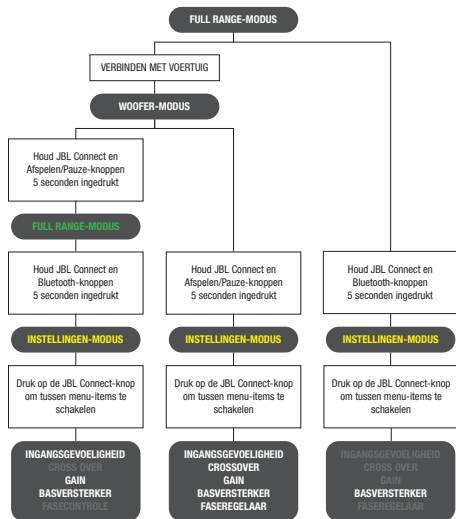 FULL RANGE-MODUS
VERBINDEN MET VOERTUIG
WOOFER-MODUS
Houd JBL Connect en
Afspelen/Pauze-knoppen
5 seconden ingedrukt
FULL RANGE-MODUS
Houd JBL Connect en
Bluetooth-knoppen
5 seconden ingedrukt
Houd JBL Connect en
Afspelen/Pauze-knoppen
5 seconden ingedrukt
Houd JBL Connect en
Bluetooth-knoppen
5 seconden ingedrukt
INSTELLINGEN-MODUS
INSTELLINGEN-MODUS
INSTELLINGEN-MODUS
Druk op de JBL Connect-knop
om tussen menu-items te
schakelen
Druk op de JBL Connect-knop
om tussen menu-items te
schakelen
Druk op de JBL Connect-knop
om tussen menu-items te
schakelen
INGANGSGEVOELIGHEID
CROSS OVER
GAIN
BASVERSTERKER
FASECONTROLE
INGANGSGEVOELIGHEID
CROSSOVER
GAIN
BASVERSTERKER
FASEREGELAAR
INGANGSGEVOELIGHEID
CROSS OVER
GAIN
BASVERSTERKER
FASEREGELAAR